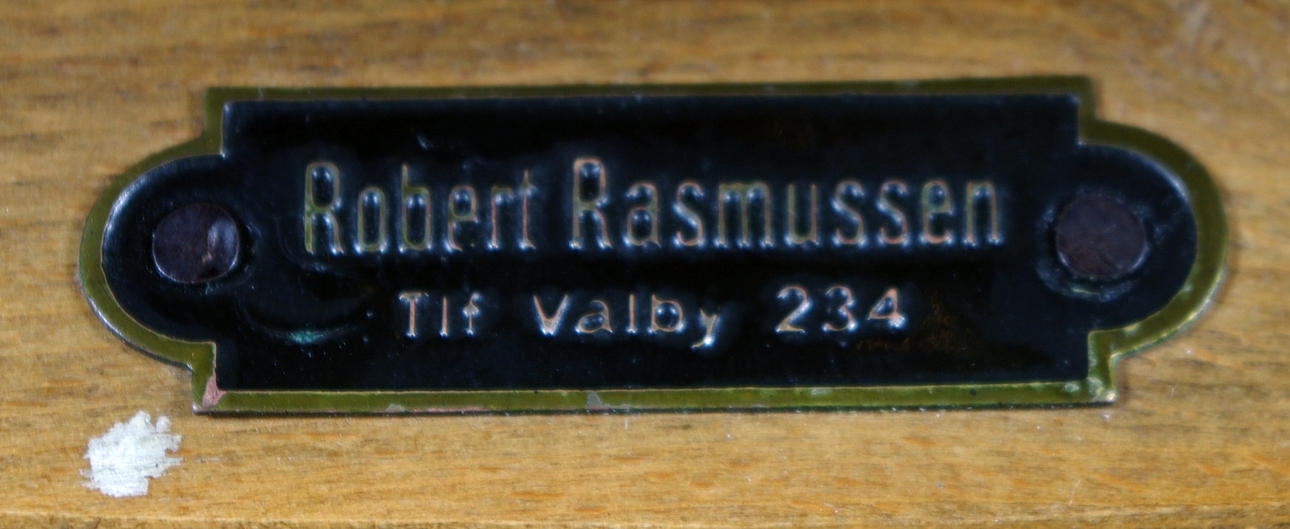 Robert Rasmussen
Tlf Valby 234